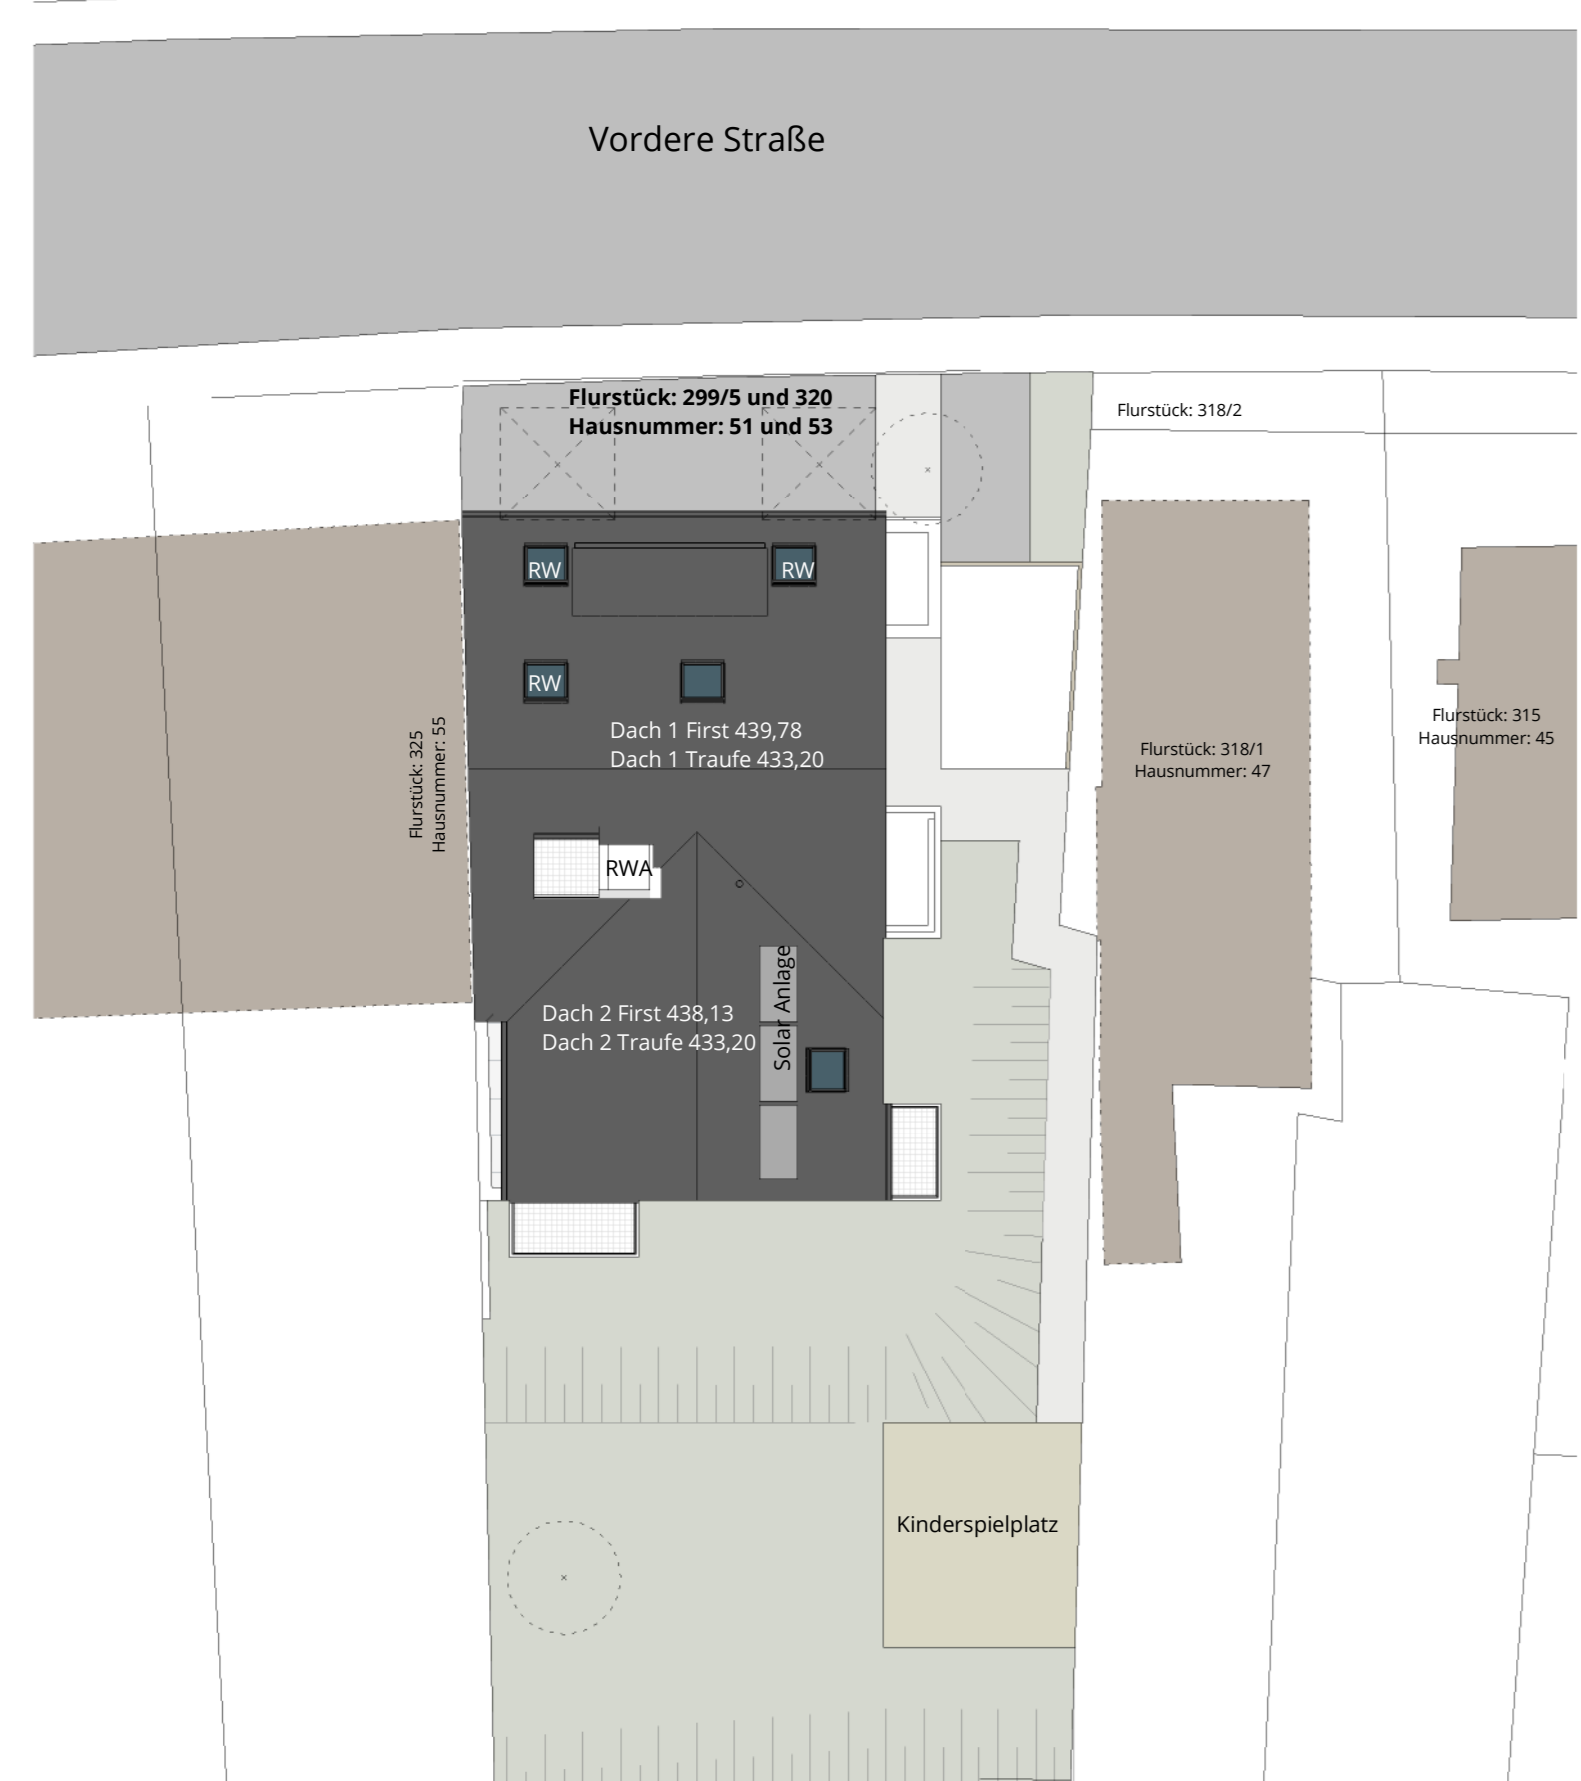 Vordere Straße
Flurstück: 299/5 und 320
Hausnummer: 51 und 53
Flurstück: 318/2
RW
RW
RW
Dach 1 First 439,78
Dach 1 Traufe 433,20
Flurstück: 325
Hausnummer: 55
Flurstück: 318/1
Hausnummer: 47
Flurstück: 315
Hausnummer: 45
RWA
Solar Anlage
Dach 2 First 438,13
Dach 2 Traufe 433,20
Kinderspielplatz